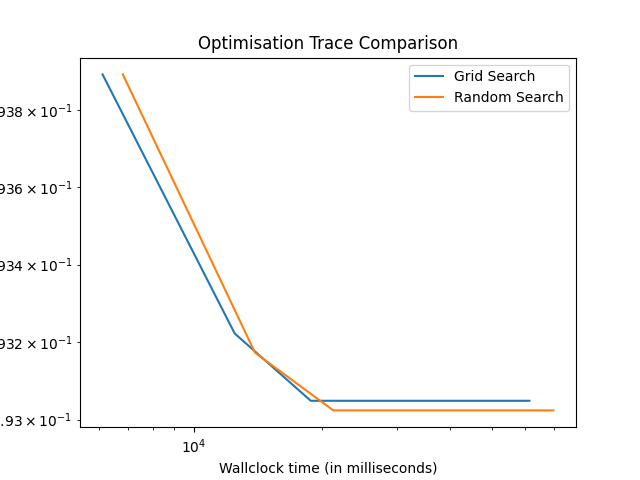 Optimisation Trace Comparison
Grid Search
Random Search
938 × 10⁻¹
936 × 10⁻¹
934 × 10⁻¹
932 × 10⁻¹
.93 × 10⁻¹
10⁴
Wallclock time (in milliseconds)